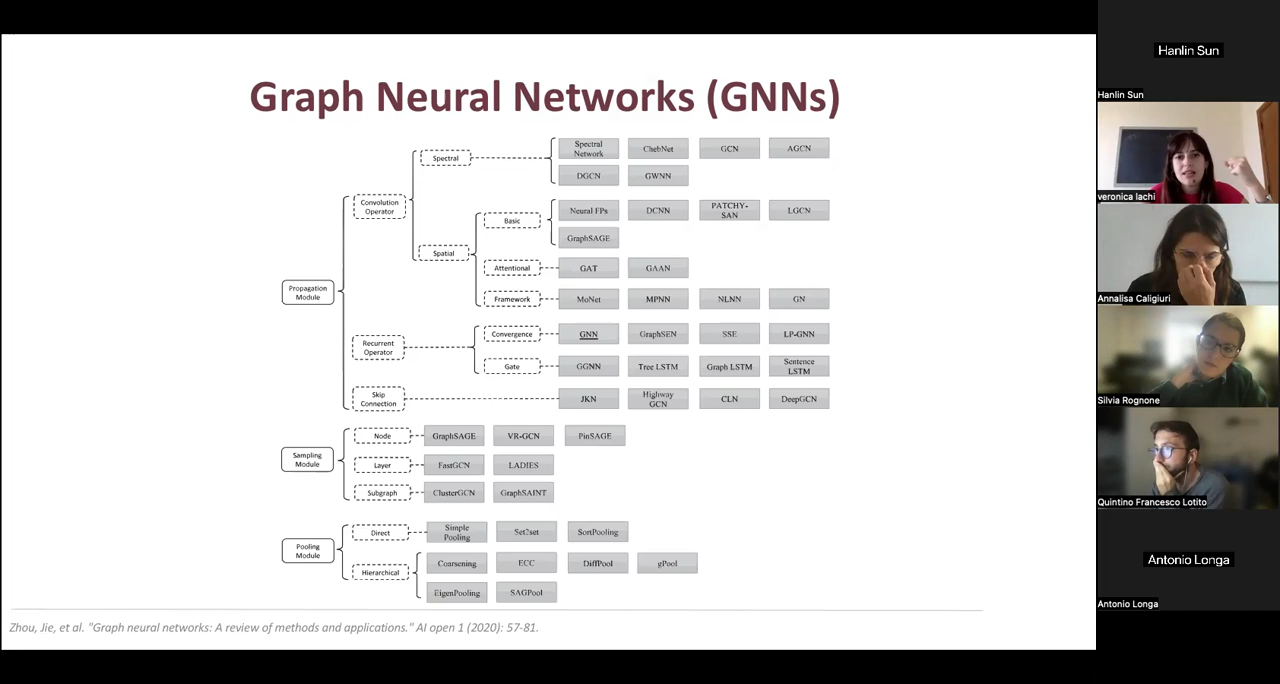 Graph Neural Networks (GNNs)
Propagation
Module
Convolution
Operator
Spectral
Spectral
Network
ChebNet
GCN
AGCN
DGCN
GWNN
Spatial
Basic
Neural FPs
DCNN
PATCHY-
SAN
LGCN
GraphSAGE
Attentional
GAT
GAAN
Framework
MoNet
MPNN
NLNN
GN
Recurrent
Operator
Convergence
GNN
GraphSEN
SSE
LP-GNN
Gate
GGNN
Tree LSTM
Graph LSTM
Sentence
LSTM
Skip
Connection
JKN
Highway
GCN
CLN
DeepGCN
Sampling
Module
Node
GraphSAGE
VR-GCN
PinSAGE
Layer
FastGCN
LADIES
Subgraph
ClusterGCN
GraphSAINT
Pooling
Module
Direct
Simple
Pooling
Set2set
SortPooling
Hierarchical
Coarsening
ECC
DiffPool
gPool
EigenPooling
SAGPool
Zhou, Jie, et al. "Graph neural networks: A review of methods and applications." AI open 1 (2020): 57-81.
Hanlin Sun
Hanlin Sun
veronica lachi
Annalisa Caligiuri
Silvia Rognone
Quintino Francesco Lotito
Antonio Longa
Antonio Longa